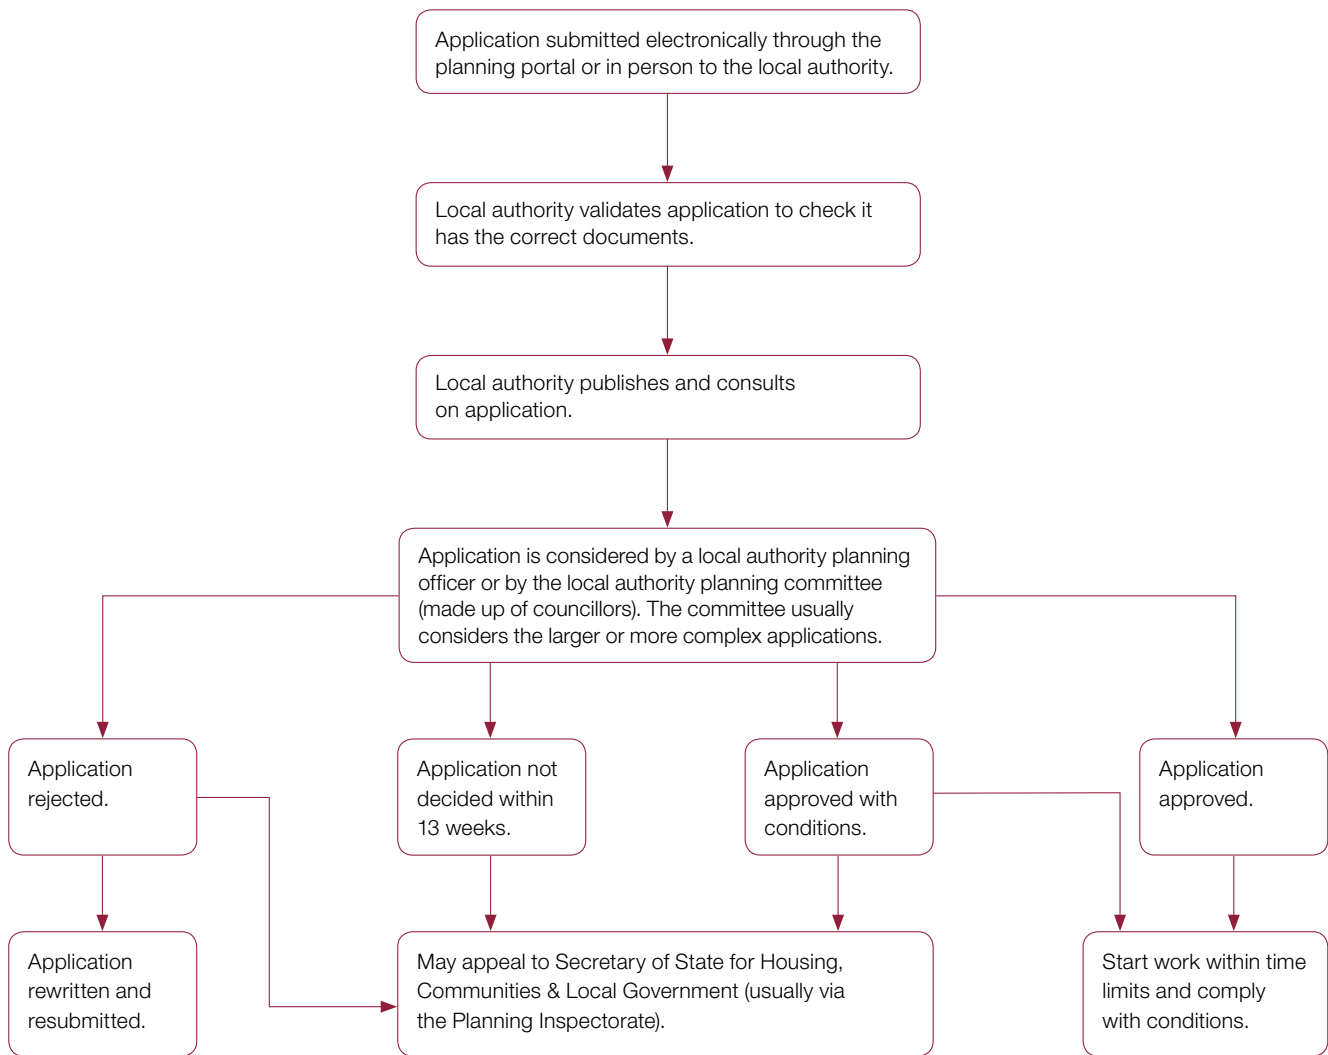 Application submitted electronically through the
planning portal or in person to the local authority.
Local authority validates application to check it
has the correct documents.
Local authority publishes and consults
on application.
Application is considered by a local authority planning
officer or by the local authority planning committee
(made up of councillors). The committee usually
considers the larger or more complex applications.
Application
rejected.
Application not
decided within
13 weeks.
Application
approved with
conditions.
Application
approved.
Application
rewritten and
resubmitted.
May appeal to Secretary of State for Housing,
Communities & Local Government (usually via
the Planning Inspectorate).
Start work within time
limits and comply
with conditions.